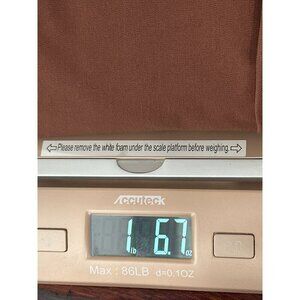 ⇦Please remove the white foam under the scale platform before weighing.⇨
ACCUTECK
1 lb 6.7 oz
Max : 86LB d=0.1OZ